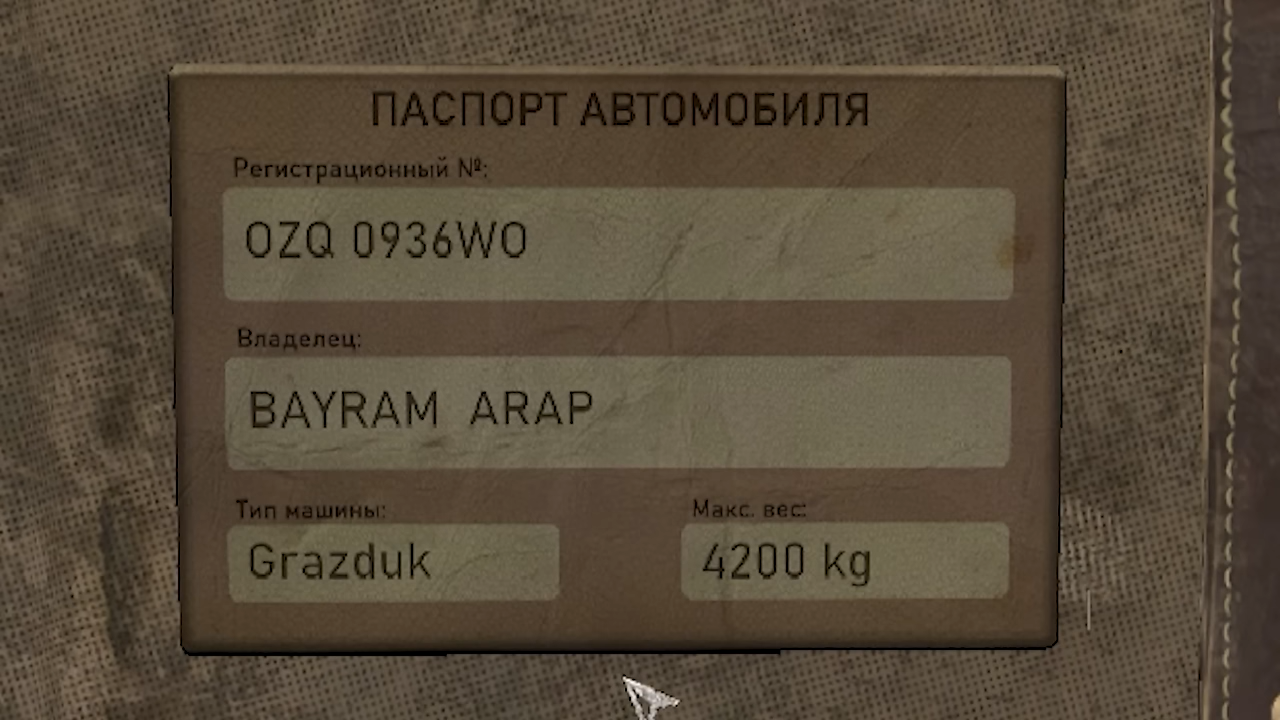 ПАСПОРТ АВТОМОБИЛЯ
Регистрационный №:
OZQ 0936WO
Владелец:
BAYRAM ARAP
Тип машины:
Макс. вес:
Grazduk
4200 kg